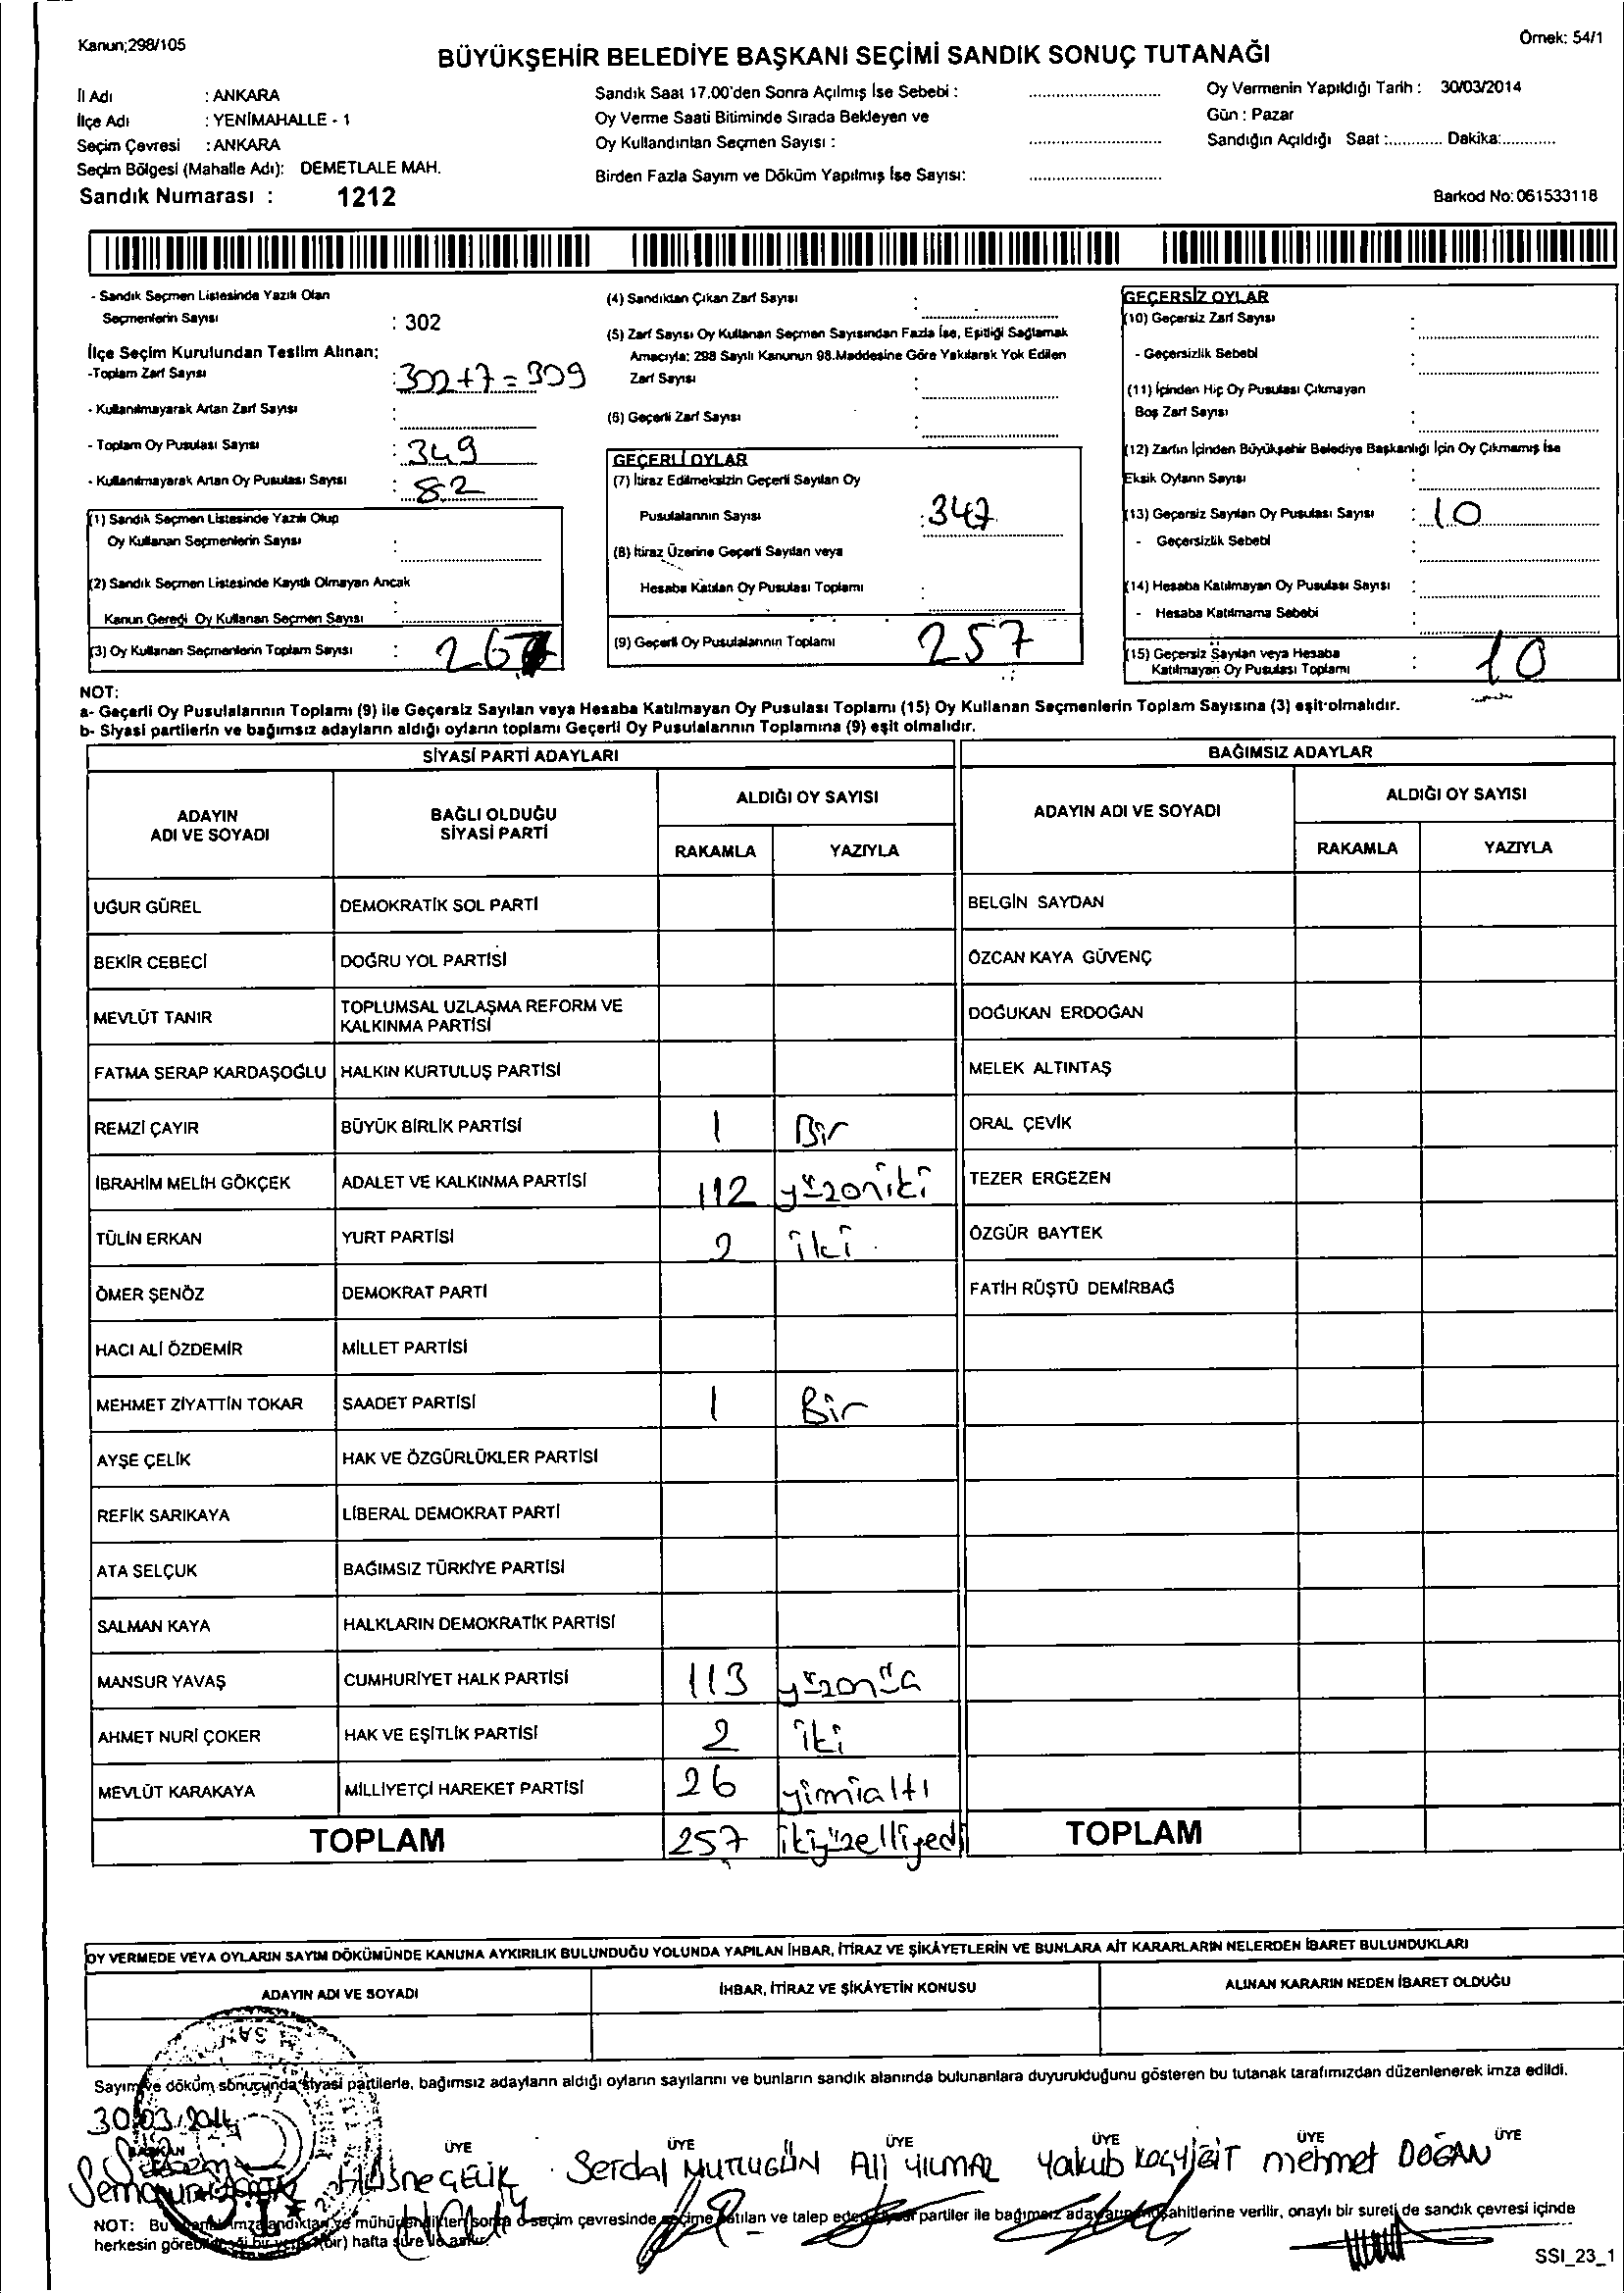 Kanun;298/105
Örnek: 54/1
BÜYÜKŞEHİR BELEDİYE BAŞKANI SEÇİMİ SANDIK SONUÇ TUTANAĞI
İl Adı : ANKARA
İlçe Adı : YENİMAHALLE - 1
Seçim Çevresi : ANKARA
Seçim Bölgesi (Mahalle Adı): DEMETLALE MAH.
Sandık Numarası : 1212
Sandık Saat 17.00'den Sonra Açılmış İse Sebebi :
Oy Verme Saati Bitiminde Sırada Bekleyen ve
Oy Kullandırılan Seçmen Sayısı :
Birden Fazla Sayım ve Döküm Yapılmış İse Sayısı:
Oy Vermenin Yapıldığı Tarih : 30/03/2014
Gün : Pazar
Sandığın Açıldığı Saat :............ Dakika:............
Barkod No: 061533118
- Sandık Seçmen Listesinde Yazılı Olan
Seçmenlerin Sayısı : 302
İlçe Seçim Kurulundan Teslim Alınan;
-Toplam Zarf Sayısı : 302+7=309
- Kullanılmayarak Artan Zarf Sayısı :
- Toplam Oy Pusulası Sayısı : 349
- Kullanılmayarak Artan Oy Pusulası Sayısı : 82
(1) Sandık Seçmen Listesinde Yazılı Olup
Oy Kullanan Seçmenlerin Sayısı :
(2) Sandık Seçmen Listesinde Kayıtlı Olmayan Ancak
Kanun Gereği Oy Kullanan Seçmen Sayısı :
(3) Oy Kullanan Seçmenlerin Toplam Sayısı : 267
(4) Sandıktan Çıkan Zarf Sayısı :
(5) Zarf Sayısı Oy Kullanan Seçmen Sayısından Fazla İse, Eşitliği Sağlamak
Amacıyla; 298 Sayılı Kanunun 98.Maddesine Göre Yakılarak Yok Edilen
Zarf Sayısı :
(6) Geçerli Zarf Sayısı :
GEÇERLİ OYLAR
(7) İtiraz Edilmeksizin Geçerli Sayılan Oy
Pusulalarının Sayısı : 347
(8) İtiraz Üzerine Geçerli Sayılan veya
Hesaba Katılan Oy Pusulası Toplamı :
(9) Geçerli Oy Pusulalarının Toplamı 257
GEÇERSİZ OYLAR
(10) Geçersiz Zarf Sayısı :
- Geçersizlik Sebebi :
(11) İçinden Hiç Oy Pusulası Çıkmayan
Boş Zarf Sayısı :
(12) Zarfın İçinden Büyükşehir Belediye Başkanlığı İçin Oy Çıkmamış İse
Eksik Oyların Sayısı :
(13) Geçersiz Sayılan Oy Pusulası Sayısı : 10
- Geçersizlik Sebebi :
(14) Hesaba Katılmayan Oy Pusulası Sayısı :
- Hesaba Katılmama Sebebi :
(15) Geçersiz Sayılan veya Hesaba
Katılmayan Oy Pusulası Toplamı : 10
NOT:
a- Geçerli Oy Pusulalarının Toplamı (9) ile Geçersiz Sayılan veya Hesaba Katılmayan Oy Pusulası Toplamı (15) Oy Kullanan Seçmenlerin Toplam Sayısına (3) eşit olmalıdır.
b- Siyasi partilerin ve bağımsız adayların aldığı oyların toplamı Geçerli Oy Pusulalarının Toplamına (9) eşit olmalıdır.
SİYASİ PARTİ ADAYLARI
ADAYIN ADI VE SOYADI
BAĞLI OLDUĞU SİYASİ PARTİ
ALDIĞI OY SAYISI
RAKAMLA YAZIYLA
BAĞIMSIZ ADAYLAR
ADAYIN ADI VE SOYADI
ALDIĞI OY SAYISI
RAKAMLA YAZIYLA
UĞUR GÜREL DEMOKRATİK SOL PARTİ BELGİN SAYDAN
BEKİR CEBECİ DOĞRU YOL PARTİSİ ÖZCAN KAYA GÜVENÇ
MEVLÜT TANIR TOPLUMSAL UZLAŞMA REFORM VE KALKINMA PARTİSİ DOĞUKAN ERDOĞAN
FATMA SERAP KARDAŞOĞLU HALKIN KURTULUŞ PARTİSİ MELEK ALTINTAŞ
REMZİ ÇAYIR BÜYÜK BİRLİK PARTİSİ 1 Bir ORAL ÇEVİK
İBRAHİM MELİH GÖKÇEK ADALET VE KALKINMA PARTİSİ 112 yüzoniki TEZER ERGEZEN
TÜLİN ERKAN YURT PARTİSİ 2 iki ÖZGÜR BAYTEK
ÖMER ŞENÖZ DEMOKRAT PARTİ FATİH RÜŞTÜ DEMİRBAĞ
HACI ALİ ÖZDEMİR MİLLET PARTİSİ
MEHMET ZİYATTİN TOKAR SAADET PARTİSİ 1 Bir
AYŞE ÇELİK HAK VE ÖZGÜRLÜKLER PARTİSİ
REFİK SARIKAYA LİBERAL DEMOKRAT PARTİ
ATA SELÇUK BAĞIMSIZ TÜRKİYE PARTİSİ
SALMAN KAYA HALKLARIN DEMOKRATİK PARTİSİ
MANSUR YAVAŞ CUMHURİYET HALK PARTİSİ 113 yüzonüç
AHMET NURİ ÇOKER HAK VE EŞİTLİK PARTİSİ 2 iki
MEVLÜT KARAKAYA MİLLİYETÇİ HAREKET PARTİSİ 26 yimialtı
TOPLAM 257 ikiyüzelliyedi TOPLAM
OY VERMEDE VEYA OYLARIN SAYIM DÖKÜMÜNDE KANUNA AYKIRILIK BULUNDUĞU YOLUNDA YAPILAN İHBAR, İTİRAZ VE ŞİKÂYETLERİN VE BUNLARA AİT KARARLARIN NELERDEN İBARET BULUNDUKLARI
ADAYIN ADI VE SOYADI İHBAR, İTİRAZ VE ŞİKÂYETİN KONUSU ALINAN KARARIN NEDEN İBARET OLDUĞU
Sayım ve döküm sonucunda siyasi partilerle, bağımsız adayların aldığı oyların sayılarını ve bunların sandık alanında bulunanlara duyurulduğunu gösteren bu tutanak tarafımızdan düzenlenerek imza edildi.
30.03.2014
BAŞKAN ÜYE ÜYE ÜYE ÜYE ÜYE ÜYE
Hüsne ÇELİK Serdal MUTLUGÜN Ali YILMAZ Yakub KOÇYİĞİT mehmet DOĞAN
NOT: Bu mühürlendikten sonra o seçim çevresinde seçime katılan ve talep eden siyasi partiler ile bağımsız adayların müşahitlerine verilir, onaylı bir sureti de sandık çevresi içinde
herkesin görebileceği bir yere (bir) hafta süre ile asılır.
SSI_23_1